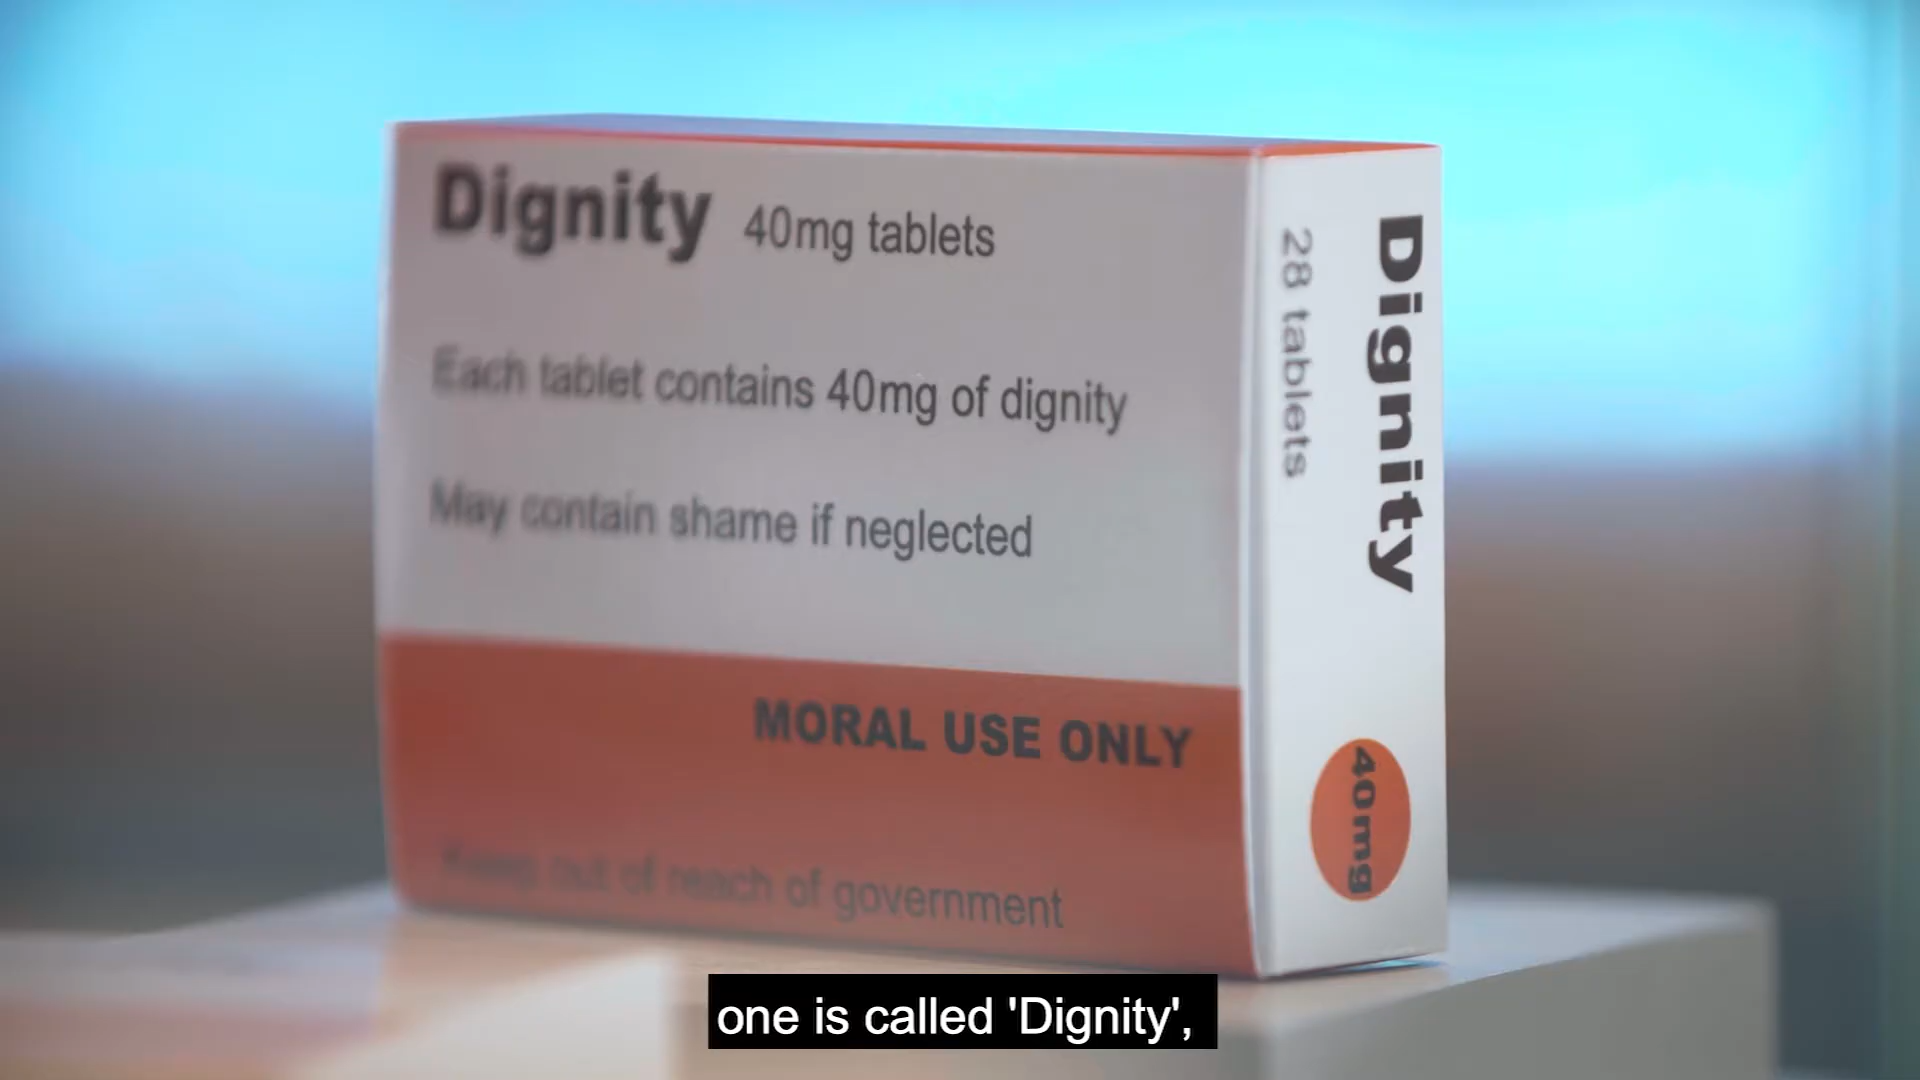 Dignity 40mg tablets
Each tablet contains 40mg of dignity
May contain shame if neglected
MORAL USE ONLY
Keep out of reach of government
Dignity
28 tablets
40mg
one is called 'Dignity',